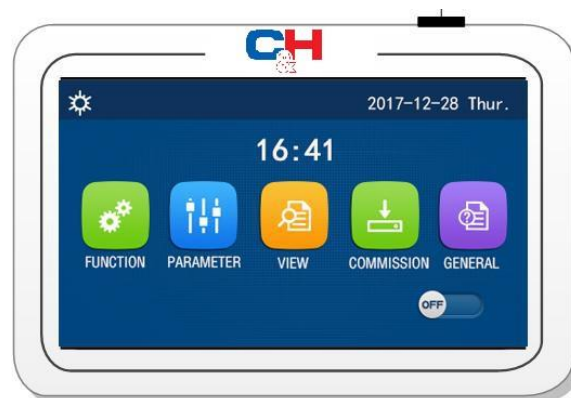 C&H
2017-12-28 Thur.
16:41
FUNCTION PARAMETER VIEW COMMISSION GENERAL
OFF